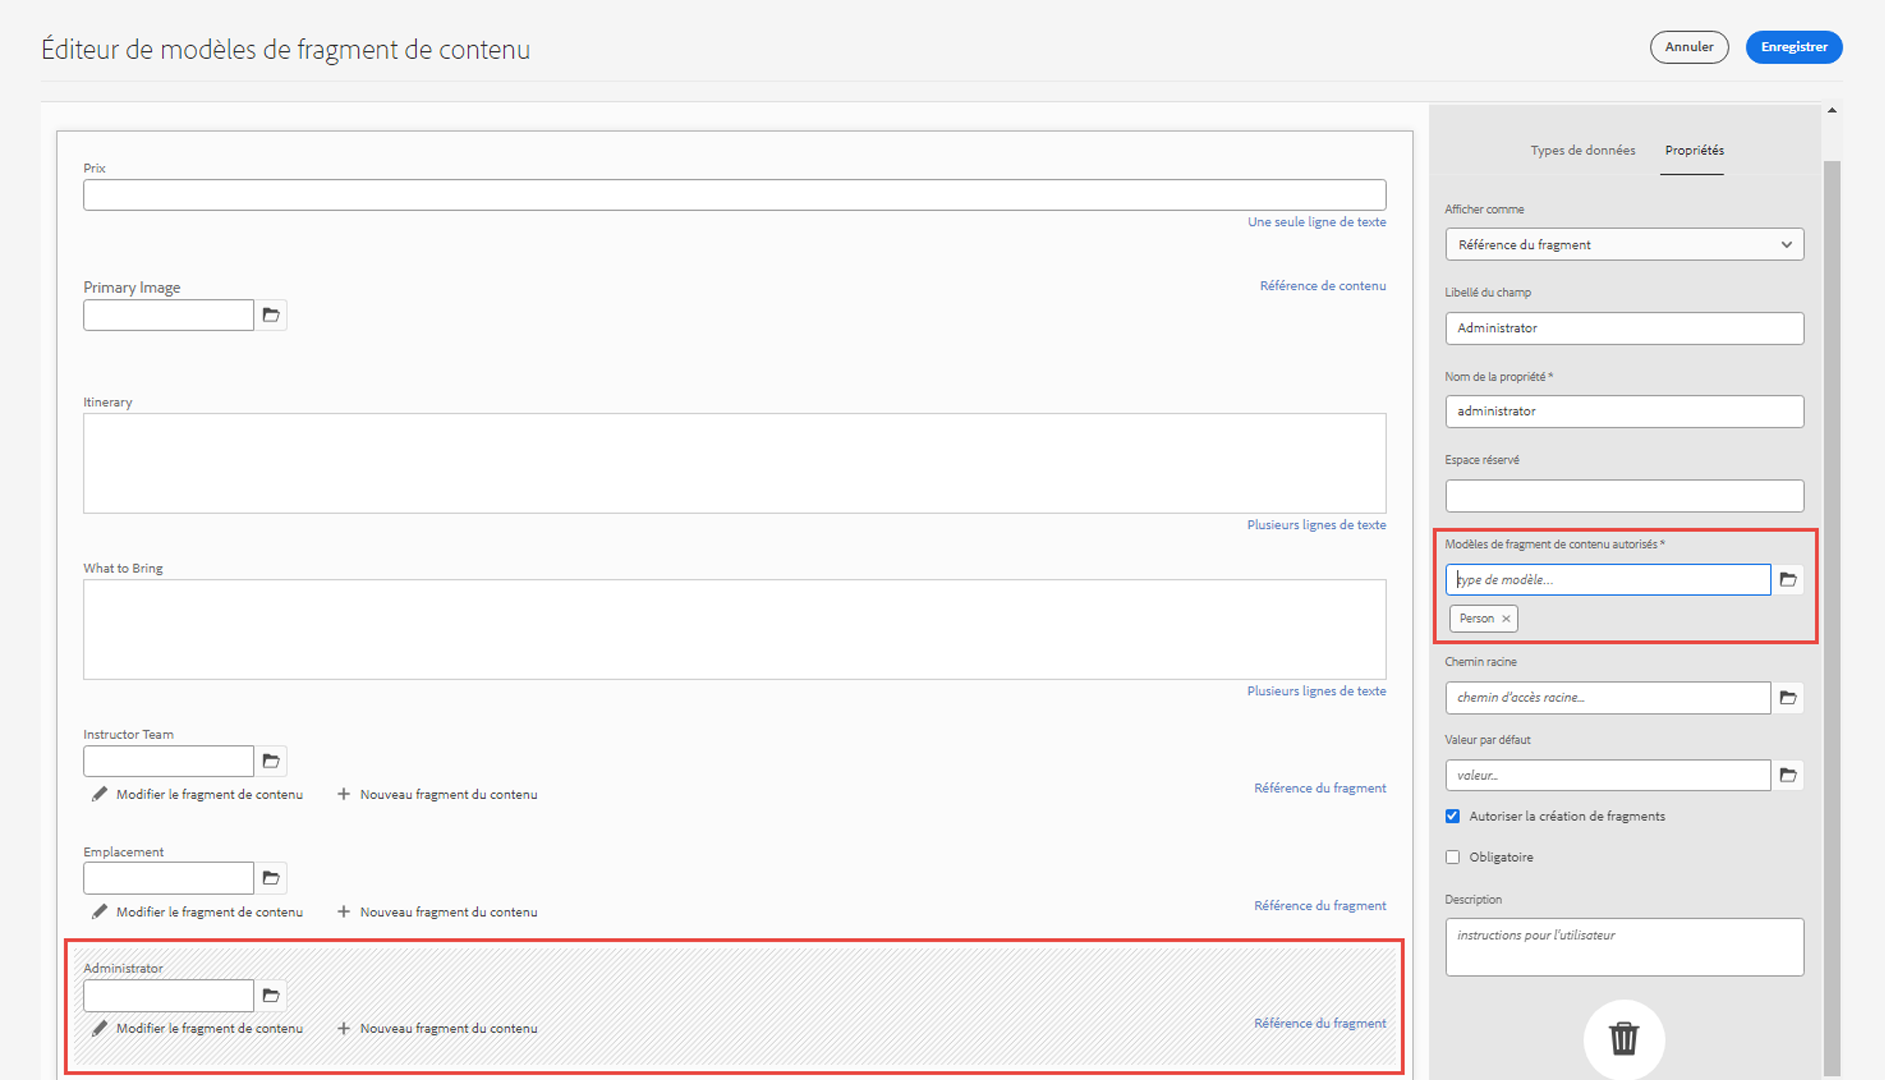 Éditeur de modèles de fragment de contenu
Annuler
Enregistrer
Prix
Une seule ligne de texte
Primary Image
Référence de contenu
Itinerary
Plusieurs lignes de texte
What to Bring
Plusieurs lignes de texte
Instructor Team
Modifier le fragment de contenu
Nouveau fragment du contenu
Référence du fragment
Emplacement
Modifier le fragment de contenu
Nouveau fragment du contenu
Référence du fragment
Administrator
Modifier le fragment de contenu
Nouveau fragment du contenu
Référence du fragment
Types de données
Propriétés
Afficher comme
Référence du fragment
Libellé du champ
Administrator
Nom de la propriété *
administrator
Espace réservé
Modèles de fragment de contenu autorisés *
type de modèle...
Person
Chemin racine
chemin d'accès racine...
Valeur par défaut
valeur...
Autoriser la création de fragments
Obligatoire
Description
instructions pour l'utilisateur